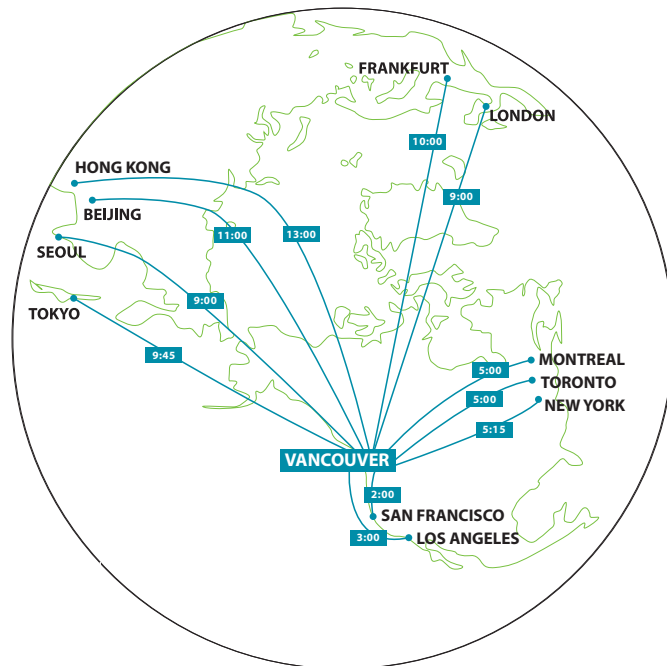 FRANKFURT
LONDON
10:00
HONG KONG
9:00
BEIJING
11:00
13:00
SEOUL
9:00
TOKYO
9:45
MONTREAL
5:00
TORONTO
5:00
NEW YORK
5:15
VANCOUVER
2:00
SAN FRANCISCO
3:00
LOS ANGELES